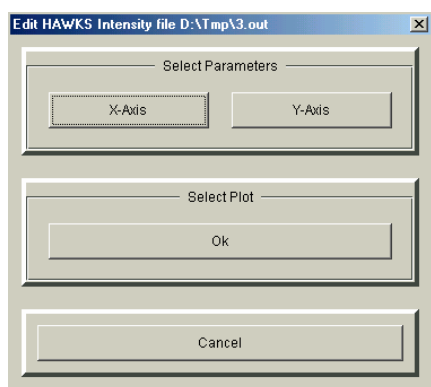 Edit HAWKS Intensity file D:\Tmp\3.out
Select Parameters
X-Axis Y-Axis
Select Plot
Ok
Cancel